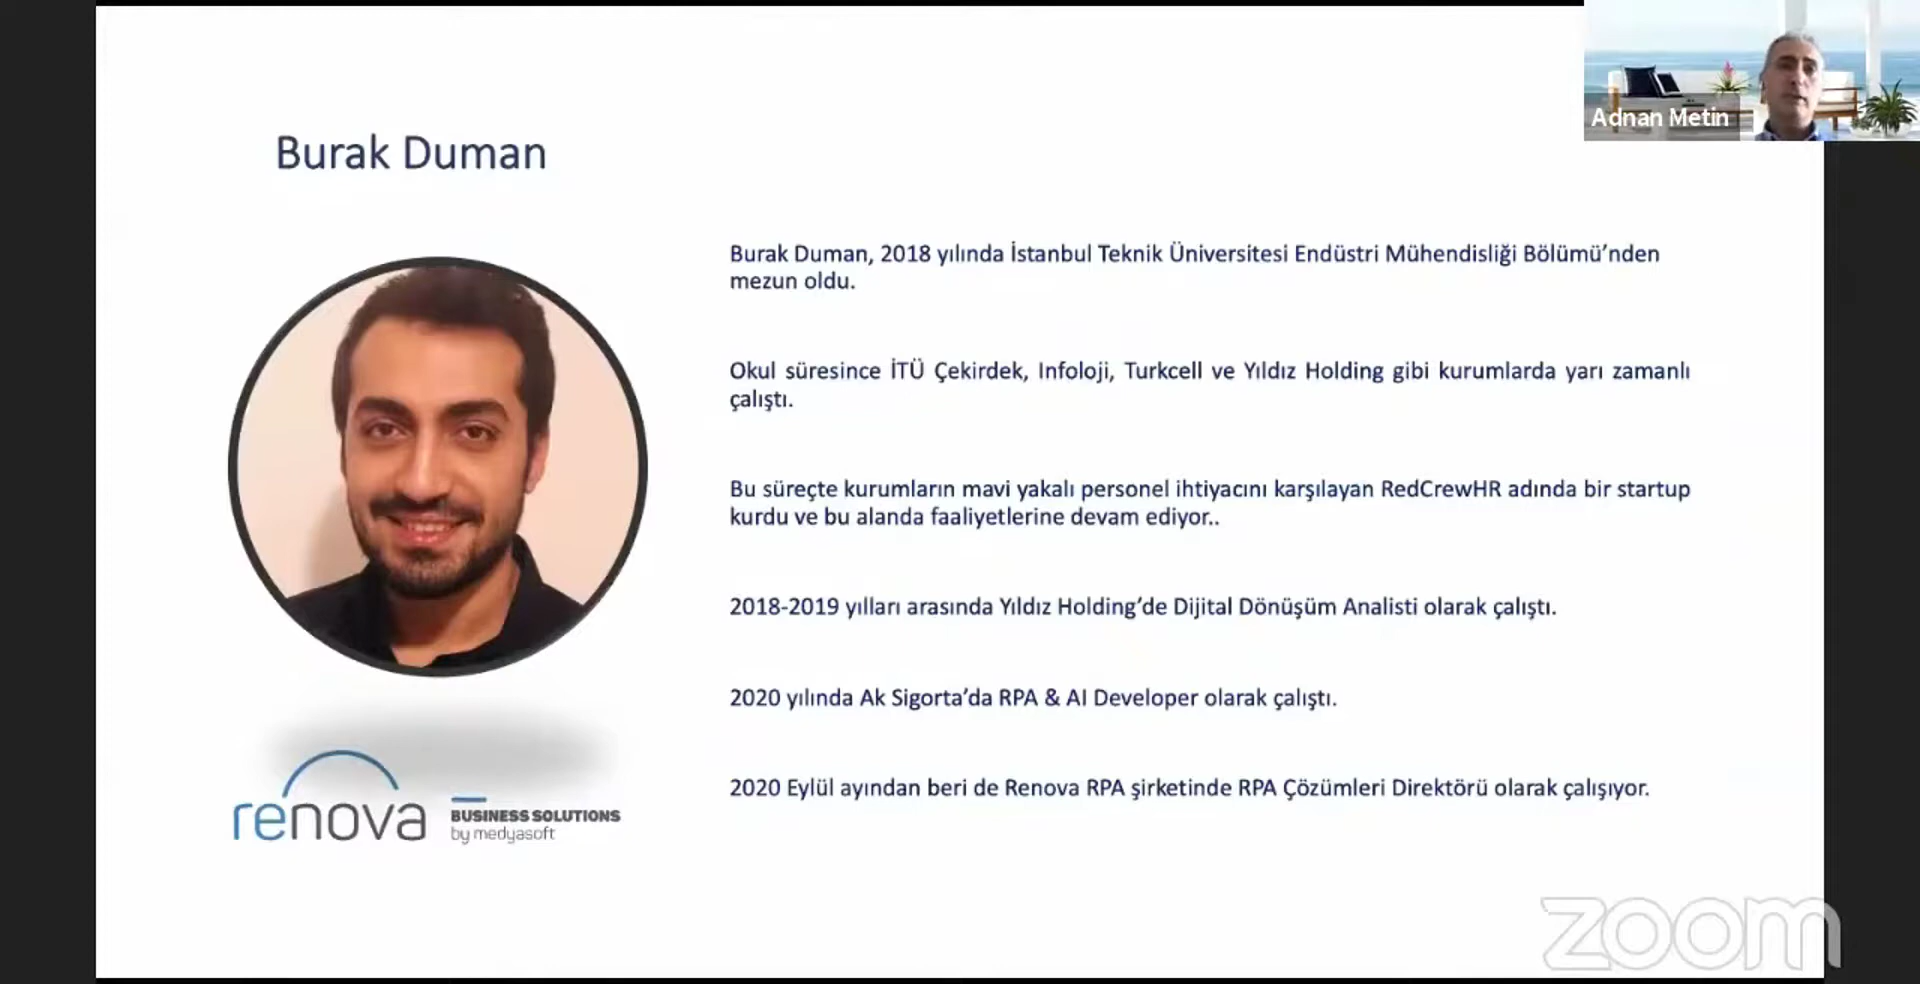 Adnan Metin
Burak Duman
Burak Duman, 2018 yılında İstanbul Teknik Üniversitesi Endüstri Mühendisliği Bölümü’nden
mezun oldu.
Okul süresince İTÜ Çekirdek, Infoloji, Turkcell ve Yıldız Holding gibi kurumlarda yarı zamanlı
çalıştı.
Bu süreçte kurumların mavi yakalı personel ihtiyacını karşılayan RedCrewHR adında bir startup
kurdu ve bu alanda faaliyetlerine devam ediyor..
2018-2019 yılları arasında Yıldız Holding’de Dijital Dönüşüm Analisti olarak çalıştı.
2020 yılında Ak Sigorta’da RPA & AI Developer olarak çalıştı.
2020 Eylül ayından beri de Renova RPA şirketinde RPA Çözümleri Direktörü olarak çalışıyor.
renova
BUSINESS SOLUTIONS
by medyasoft
zoom